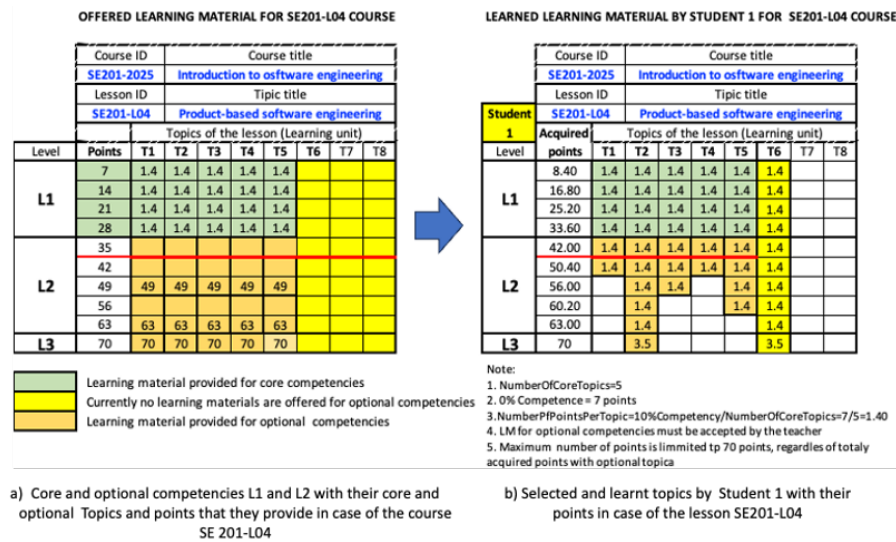 OFFERED LEARNING MATERIAL FOR SE201-L04 COURSE
Course ID Course title
SE201-2025 Introduction to osftware engineering
Lesson ID Tipic title
SE201-L04 Product-based software engineering
Topics of the lesson (Learning unit)
Level Points T1 T2 T3 T4 T5 T6 T7 T8
L1
7 1.4 1.4 1.4 1.4 1.4
14 1.4 1.4 1.4 1.4 1.4
21 1.4 1.4 1.4 1.4 1.4
28 1.4 1.4 1.4 1.4 1.4
L2
35
42
49 49 49 49 49 49
56
63 63 63 63 63 63
L3 70 70 70 70 70 70
Learning material provided for core competencies
Currently no learning materials are offered for optional competencies
Learning material provided for optional competencies
a) Core and optional competencies L1 and L2 with their core and
optional Topics and points that they provide in case of the course
SE 201-L04
LEARNED LEARNING MATERIJAL BY STUDENT 1 FOR SE201-L04 COURSE
Course ID Course title
SE201-2025 Introduction to osftware engineering
Lesson ID Tipic title
Student SE201-L04 Product-based software engineering
1 Acquired Topics of the lesson (Learning unit)
Level points T1 T2 T3 T4 T5 T6 T7 T8
L1
8.40 1.4 1.4 1.4 1.4 1.4 1.4
16.80 1.4 1.4 1.4 1.4 1.4 1.4
25.20 1.4 1.4 1.4 1.4 1.4 1.4
33.60 1.4 1.4 1.4 1.4 1.4 1.4
L2
42.00 1.4 1.4 1.4 1.4 1.4 1.4
50.40 1.4 1.4 1.4 1.4 1.4 1.4
56.00 1.4 1.4 1.4 1.4
60.20 1.4 1.4 1.4
63.00 1.4 1.4
L3 70 3.5 3.5
Note:
1. NumberOfCoreTopics=5
2. 0% Competence = 7 points
3.NumberPfPointsPerTopic=10%Competency/NumberOfCoreTopics=7/5=1.40
4. LM for optional competencies must be accepted by the teacher
5. Maximum number of points is limmited tp 70 points, regardles of totaly
acquired points with optional topica
b) Selected and learnt topics by Student 1 with their
points in case of the lesson SE201-L04